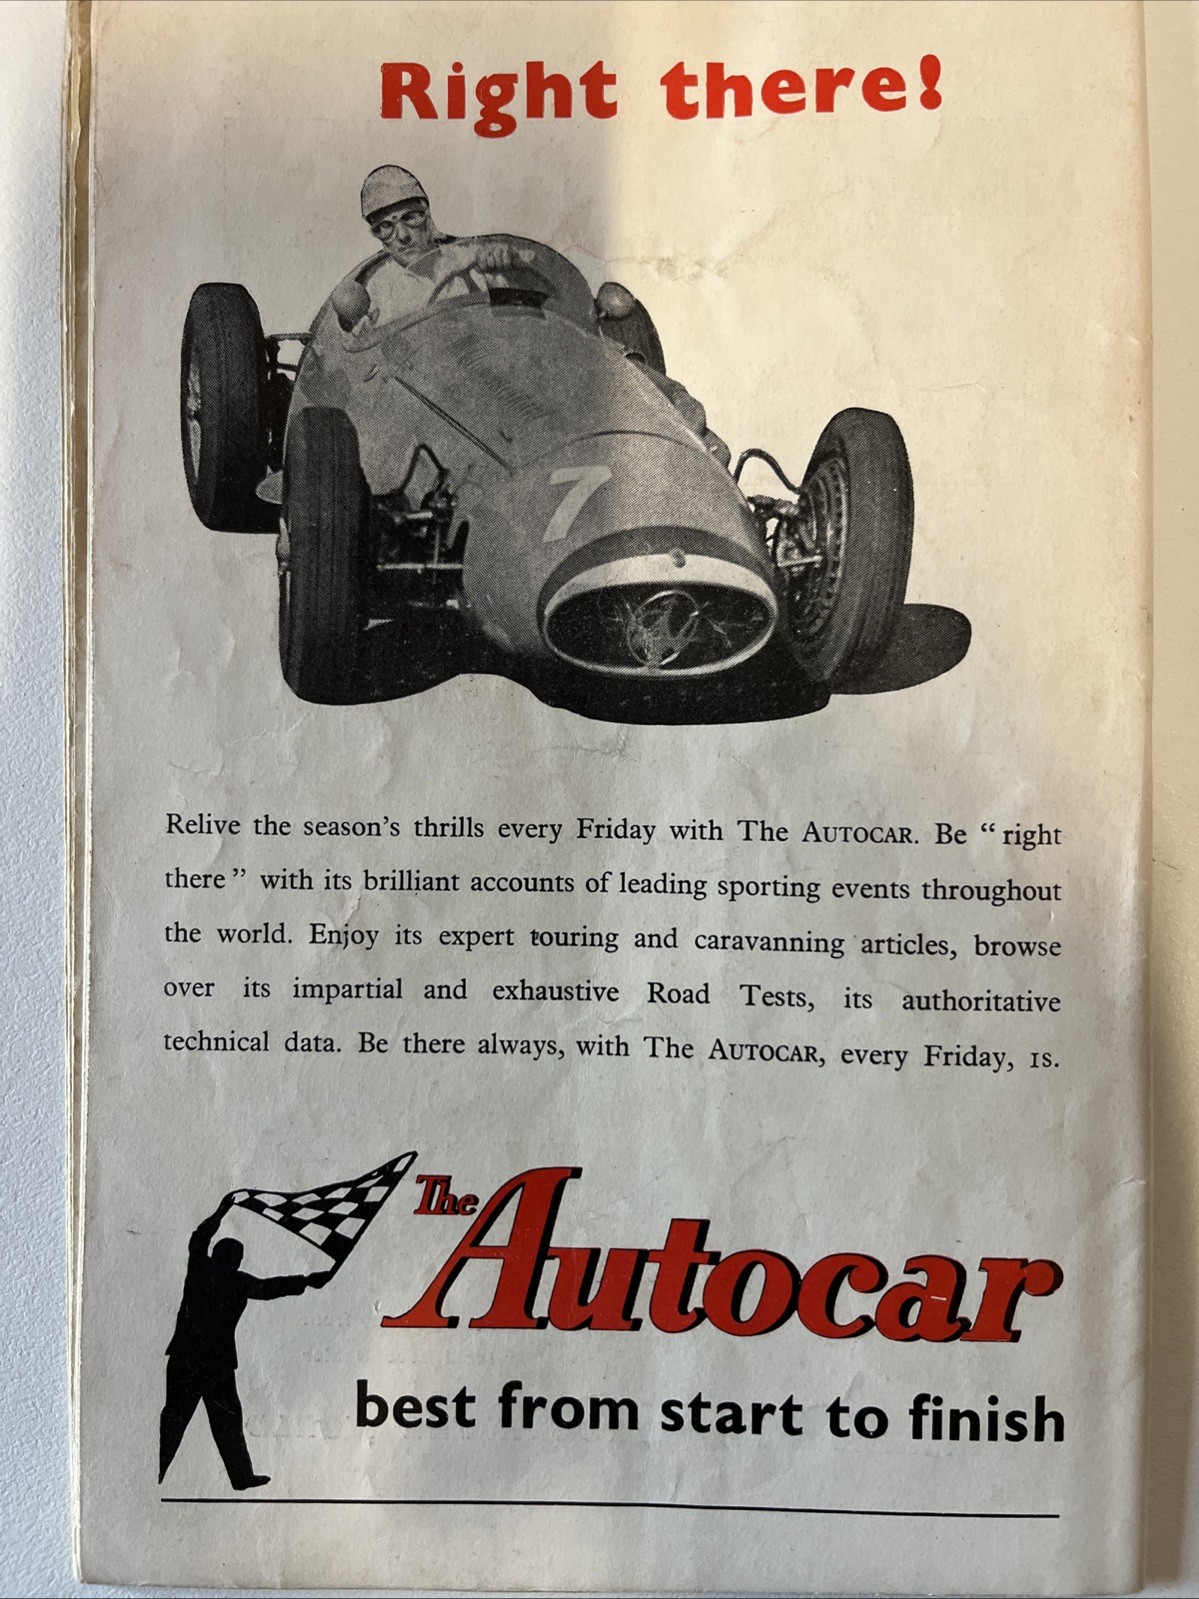 Right there!
7
Relive the season's thrills every Friday with The AUTOCAR. Be “right
there” with its brilliant accounts of leading sporting events throughout
the world. Enjoy its expert touring and caravanning articles, browse
over its impartial and exhaustive Road Tests, its authoritative
technical data. Be there always, with The AUTOCAR, every Friday, 1s.
The Autocar
best from start to finish